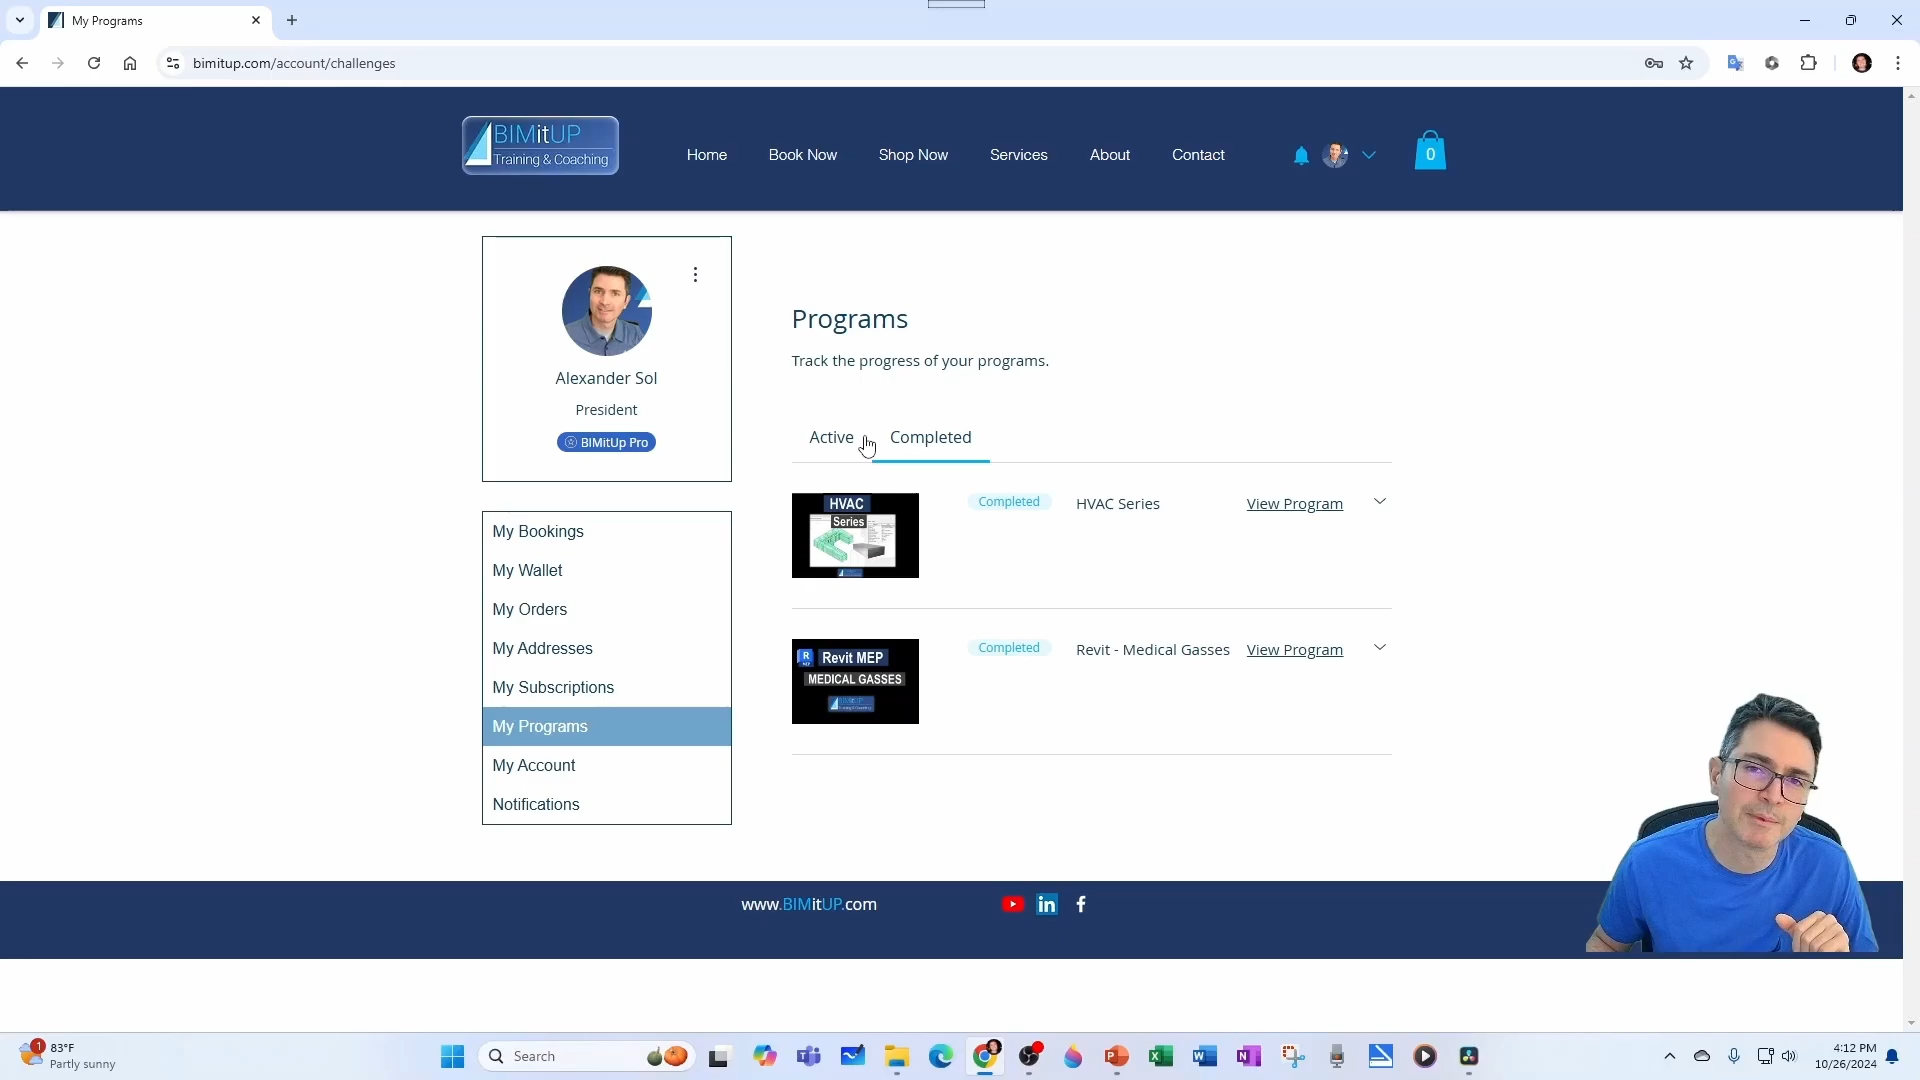 My Programs
bimitup.com/account/challenges
BIMitUP
Training & Coaching
Home
Book Now
Shop Now
Services
About
Contact
0
Alexander Sol
President
BIMitUp Pro
Programs
Track the progress of your programs.
Active
Completed
HVAC
Series
Completed
HVAC Series
View Program
R
Revit MEP
MEDICAL GASSES
Completed
Revit - Medical Gasses
View Program
My Bookings
My Wallet
My Orders
My Addresses
My Subscriptions
My Programs
My Account
Notifications
www.BIMitUP.com
1
83°F
Partly sunny
Search
4:12 PM
10/26/2024